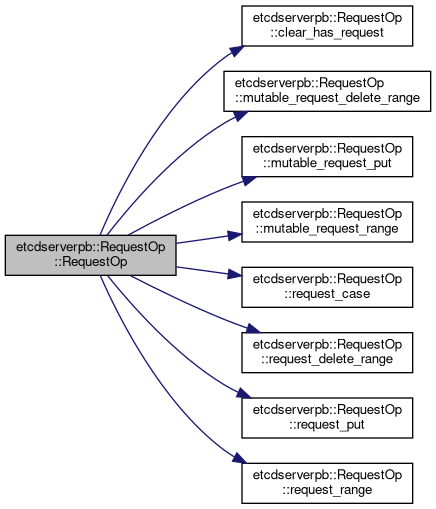 etcdserverpb::RequestOp
::RequestOp
etcdserverpb::RequestOp
::clear_has_request
etcdserverpb::RequestOp
::mutable_request_delete_range
etcdserverpb::RequestOp
::mutable_request_put
etcdserverpb::RequestOp
::mutable_request_range
etcdserverpb::RequestOp
::request_case
etcdserverpb::RequestOp
::request_delete_range
etcdserverpb::RequestOp
::request_put
etcdserverpb::RequestOp
::request_range